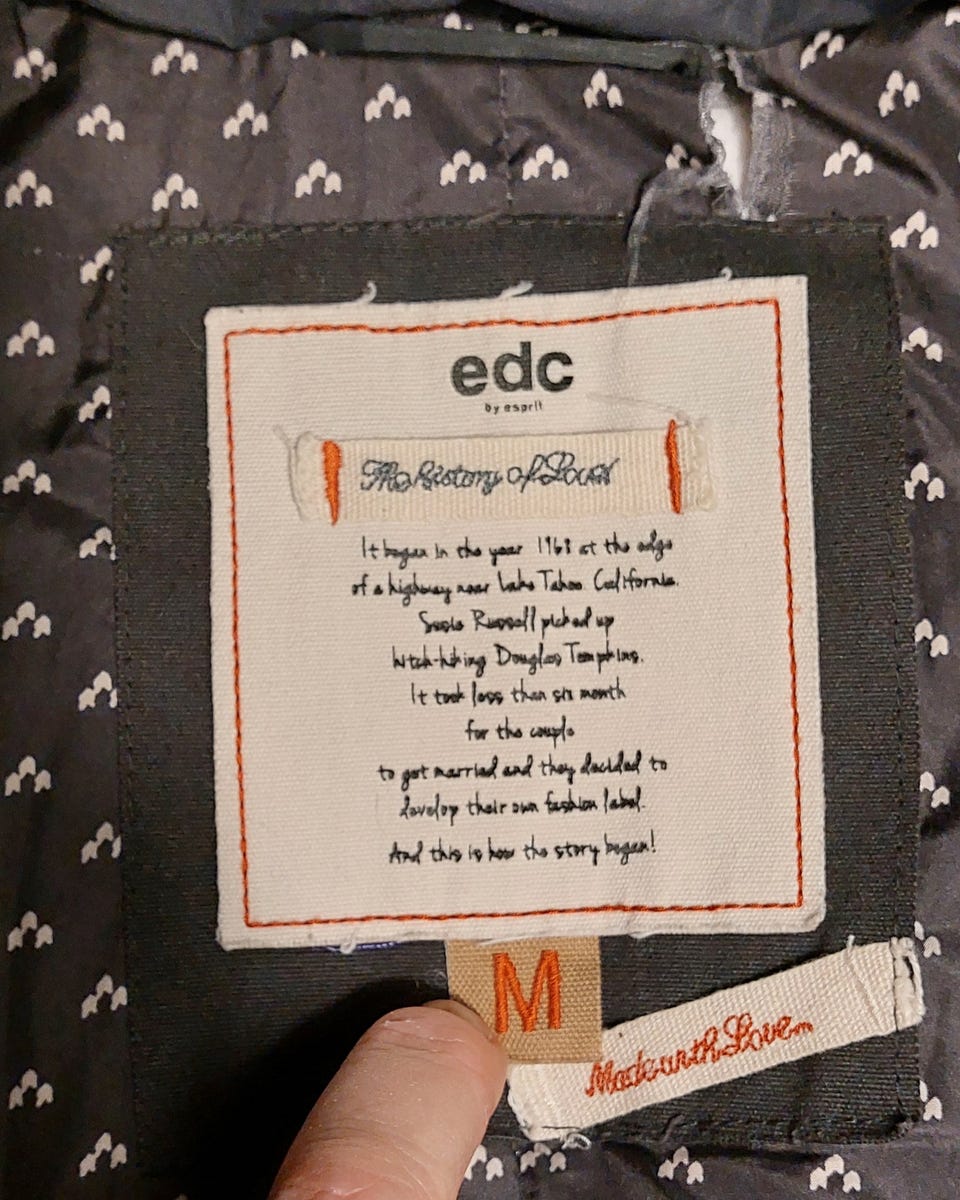 edc
by esprit
The history of Love
It began in the year 1968 at the edge
of a highway near Lake Tahoe California.
Susie Russell picked up
hitch-hiking Douglas Tompkins.
It took less than six month
for the couple
to get married and they decided to
develop their own fashion label.
And this is how the story began!
M
Made with Love